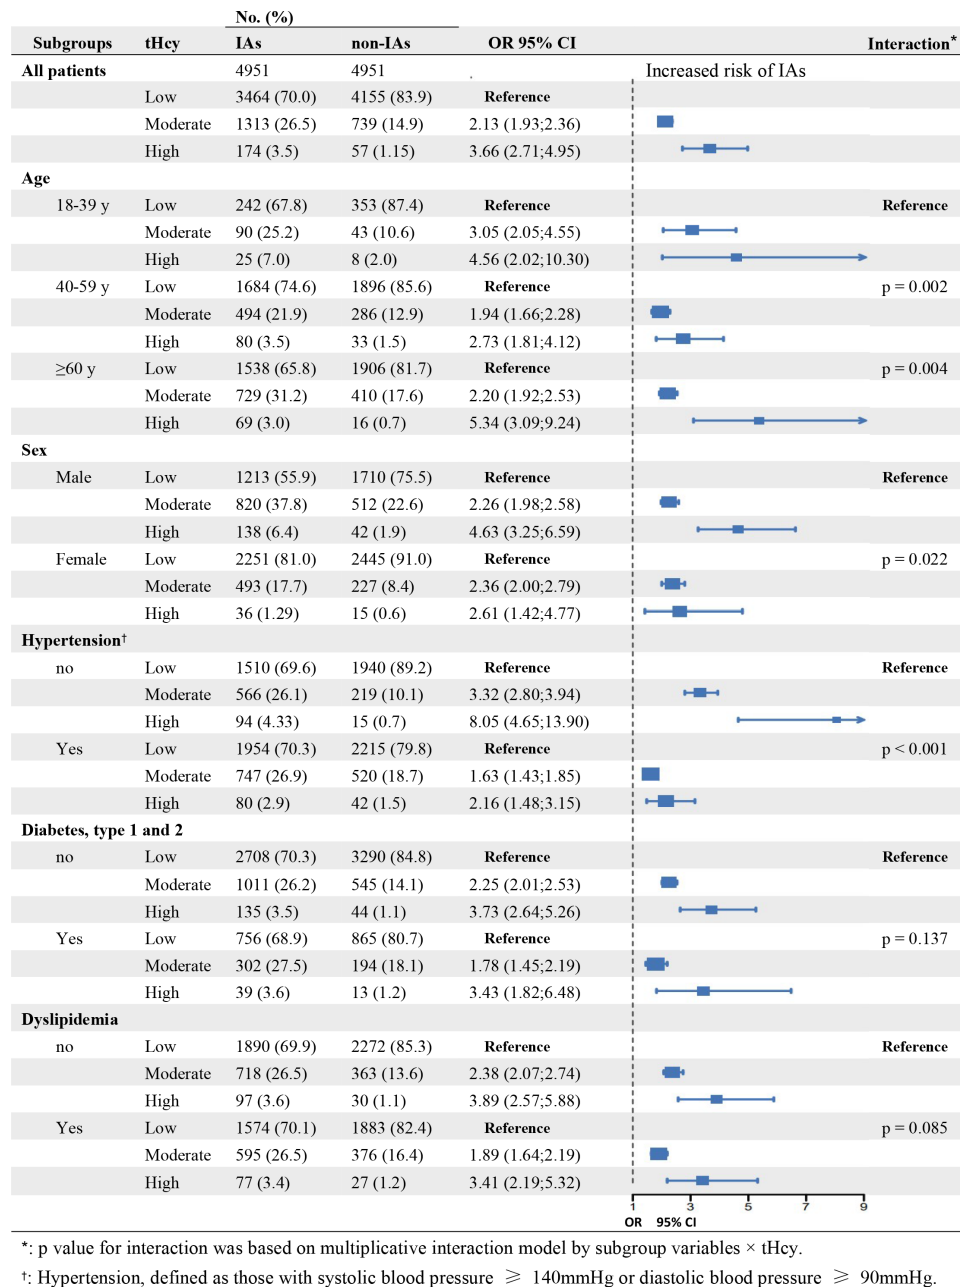 No. (%)
Subgroups tHcy IAs non-IAs OR 95% CI Interaction*
All patients 4951 4951 Increased risk of IAs
Low 3464 (70.0) 4155 (83.9) Reference
Moderate 1313 (26.5) 739 (14.9) 2.13 (1.93;2.36)
High 174 (3.5) 57 (1.15) 3.66 (2.71;4.95)
Age
18-39 y Low 242 (67.8) 353 (87.4) Reference Reference
Moderate 90 (25.2) 43 (10.6) 3.05 (2.05;4.55)
High 25 (7.0) 8 (2.0) 4.56 (2.02;10.30)
40-59 y Low 1684 (74.6) 1896 (85.6) Reference p = 0.002
Moderate 494 (21.9) 286 (12.9) 1.94 (1.66;2.28)
High 80 (3.5) 33 (1.5) 2.73 (1.81;4.12)
≥60 y Low 1538 (65.8) 1906 (81.7) Reference p = 0.004
Moderate 729 (31.2) 410 (17.6) 2.20 (1.92;2.53)
High 69 (3.0) 16 (0.7) 5.34 (3.09;9.24)
Sex
Male Low 1213 (55.9) 1710 (75.5) Reference Reference
Moderate 820 (37.8) 512 (22.6) 2.26 (1.98;2.58)
High 138 (6.4) 42 (1.9) 4.63 (3.25;6.59)
Female Low 2251 (81.0) 2445 (91.0) Reference p = 0.022
Moderate 493 (17.7) 227 (8.4) 2.36 (2.00;2.79)
High 36 (1.29) 15 (0.6) 2.61 (1.42;4.77)
Hypertension†
no Low 1510 (69.6) 1940 (89.2) Reference Reference
Moderate 566 (26.1) 219 (10.1) 3.32 (2.80;3.94)
High 94 (4.33) 15 (0.7) 8.05 (4.65;13.90)
Yes Low 1954 (70.3) 2215 (79.8) Reference p < 0.001
Moderate 747 (26.9) 520 (18.7) 1.63 (1.43;1.85)
High 80 (2.9) 42 (1.5) 2.16 (1.48;3.15)
Diabetes, type 1 and 2
no Low 2708 (70.3) 3290 (84.8) Reference Reference
Moderate 1011 (26.2) 545 (14.1) 2.25 (2.01;2.53)
High 135 (3.5) 44 (1.1) 3.73 (2.64;5.26)
Yes Low 756 (68.9) 865 (80.7) Reference p = 0.137
Moderate 302 (27.5) 194 (18.1) 1.78 (1.45;2.19)
High 39 (3.6) 13 (1.2) 3.43 (1.82;6.48)
Dyslipidemia
no Low 1890 (69.9) 2272 (85.3) Reference Reference
Moderate 718 (26.5) 363 (13.6) 2.38 (2.07;2.74)
High 97 (3.6) 30 (1.1) 3.89 (2.57;5.88)
Yes Low 1574 (70.1) 1883 (82.4) Reference p = 0.085
Moderate 595 (26.5) 376 (16.4) 1.89 (1.64;2.19)
High 77 (3.4) 27 (1.2) 3.41 (2.19;5.32)
1 3 5 7 9
OR 95% CI
*: p value for interaction was based on multiplicative interaction model by subgroup variables × tHcy.
†: Hypertension, defined as those with systolic blood pressure ≥ 140mmHg or diastolic blood pressure ≥ 90mmHg.